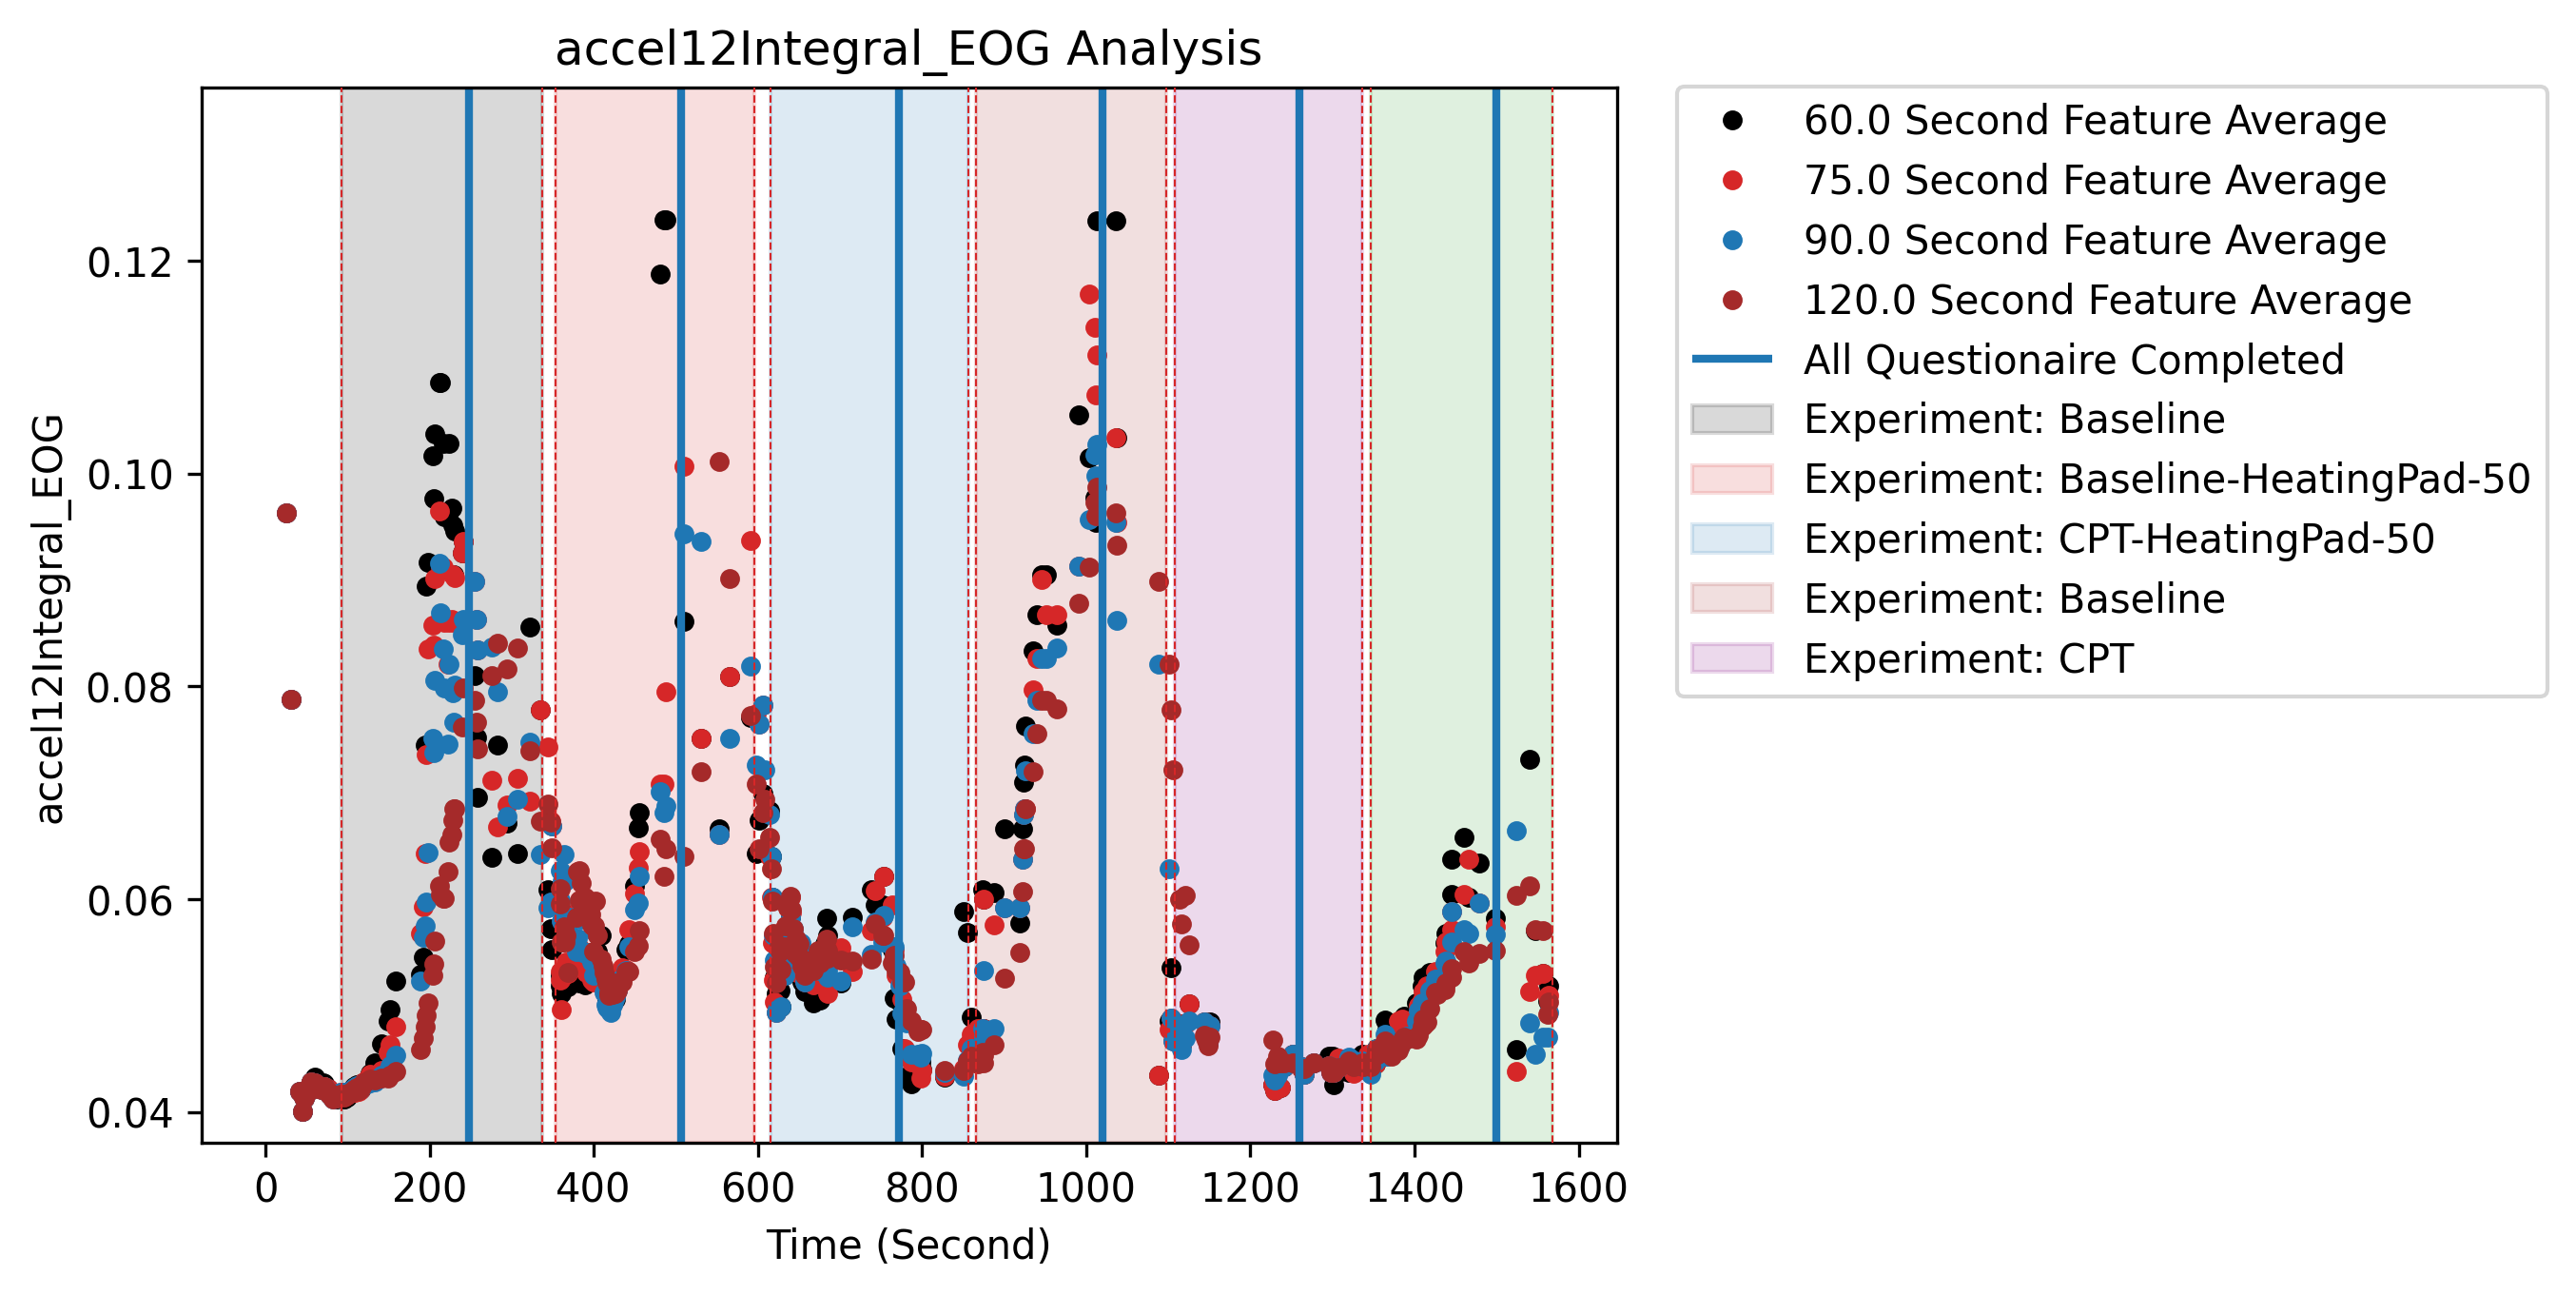 accel12Integral_EOG Analysis
accel12Integral_EOG
0.12
0.10
0.08
0.06
0.04
0 200 400 600 800 1000 1200 1400 1600
Time (Second)
60.0 Second Feature Average
75.0 Second Feature Average
90.0 Second Feature Average
120.0 Second Feature Average
All Questionaire Completed
Experiment: Baseline
Experiment: Baseline-HeatingPad-50
Experiment: CPT-HeatingPad-50
Experiment: Baseline
Experiment: CPT